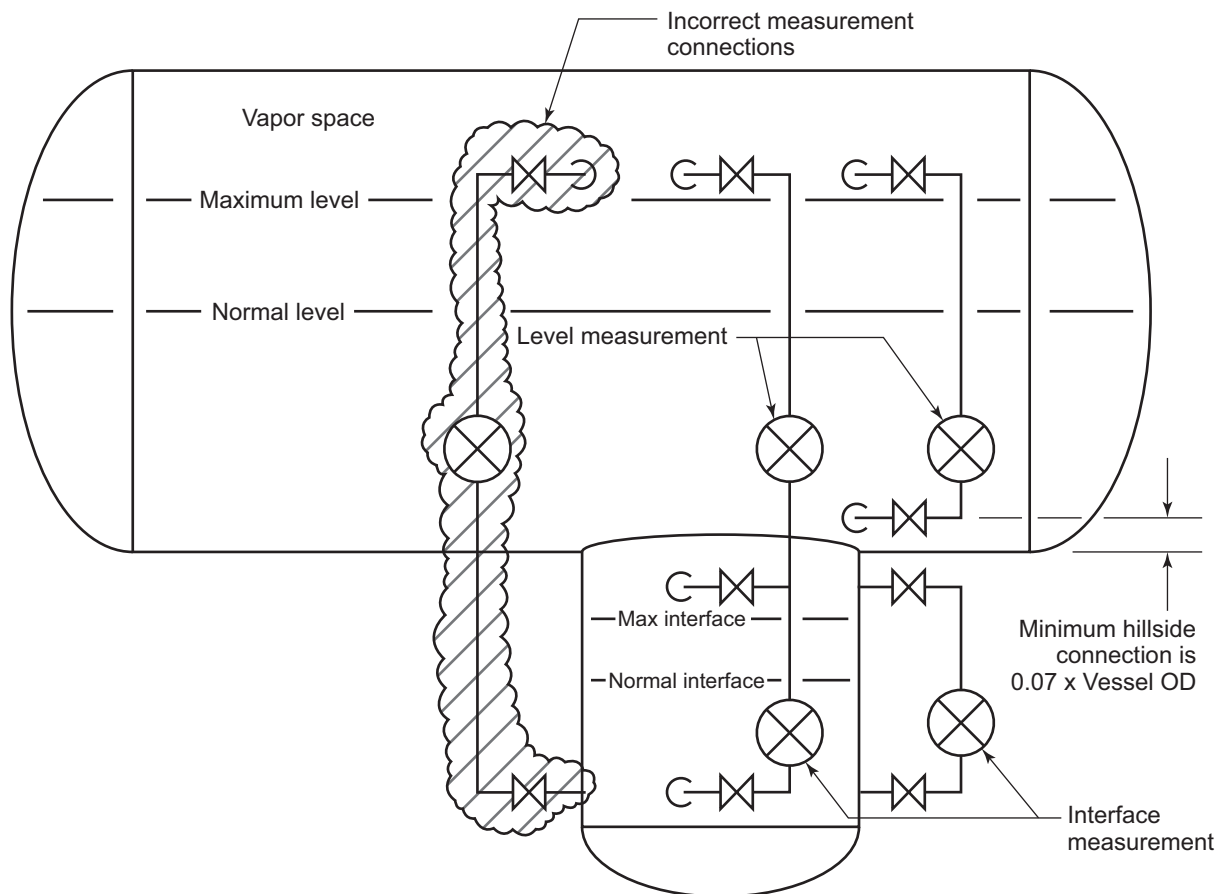 Incorrect measurement
connections
Vapor space
Maximum level
Normal level
Level measurement
Max interface
Normal interface
Minimum hillside
connection is
0.07 x Vessel OD
Interface
measurement